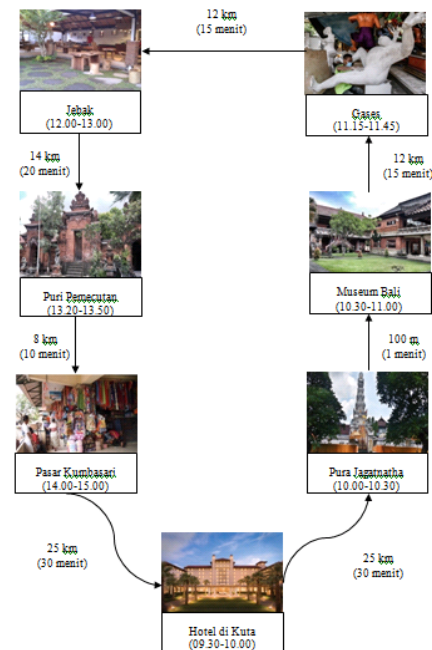 12 km
(15 menit)
Jebak
(12.00-13.00)
Gases
(11.15-11.45)
14 km
(20 menit)
12 km
(15 menit)
Puri Pemecutan
(13.20-13.50)
Museum Bali
(10.30-11.00)
8 km
(10 menit)
100 m
(1 menit)
Pasar Kumbasari
(14.00-15.00)
Pura Jagatnatha
(10.00-10.30)
25 km
(30 menit)
25 km
(30 menit)
Hotel di Kuta
(09.30-10.00)